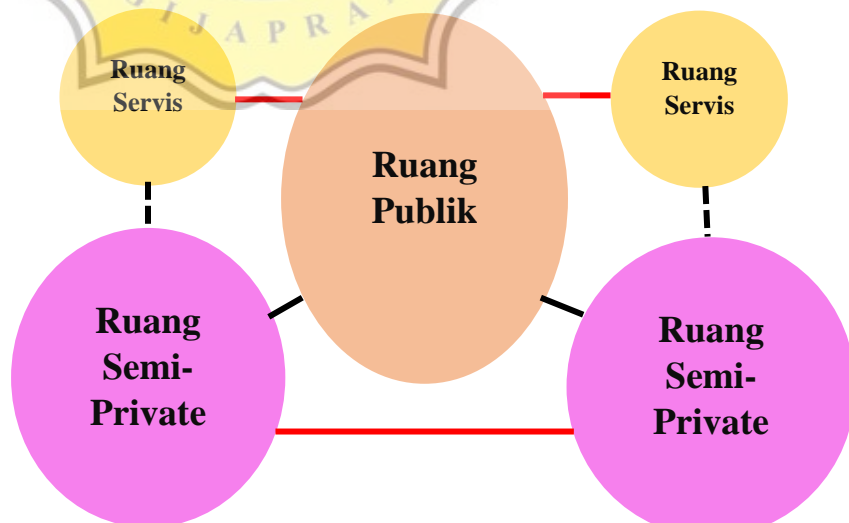 I J A P R A
Ruang
Servis
Ruang
Publik
Ruang
Servis
Ruang
Semi-
Private
Ruang
Semi-
Private